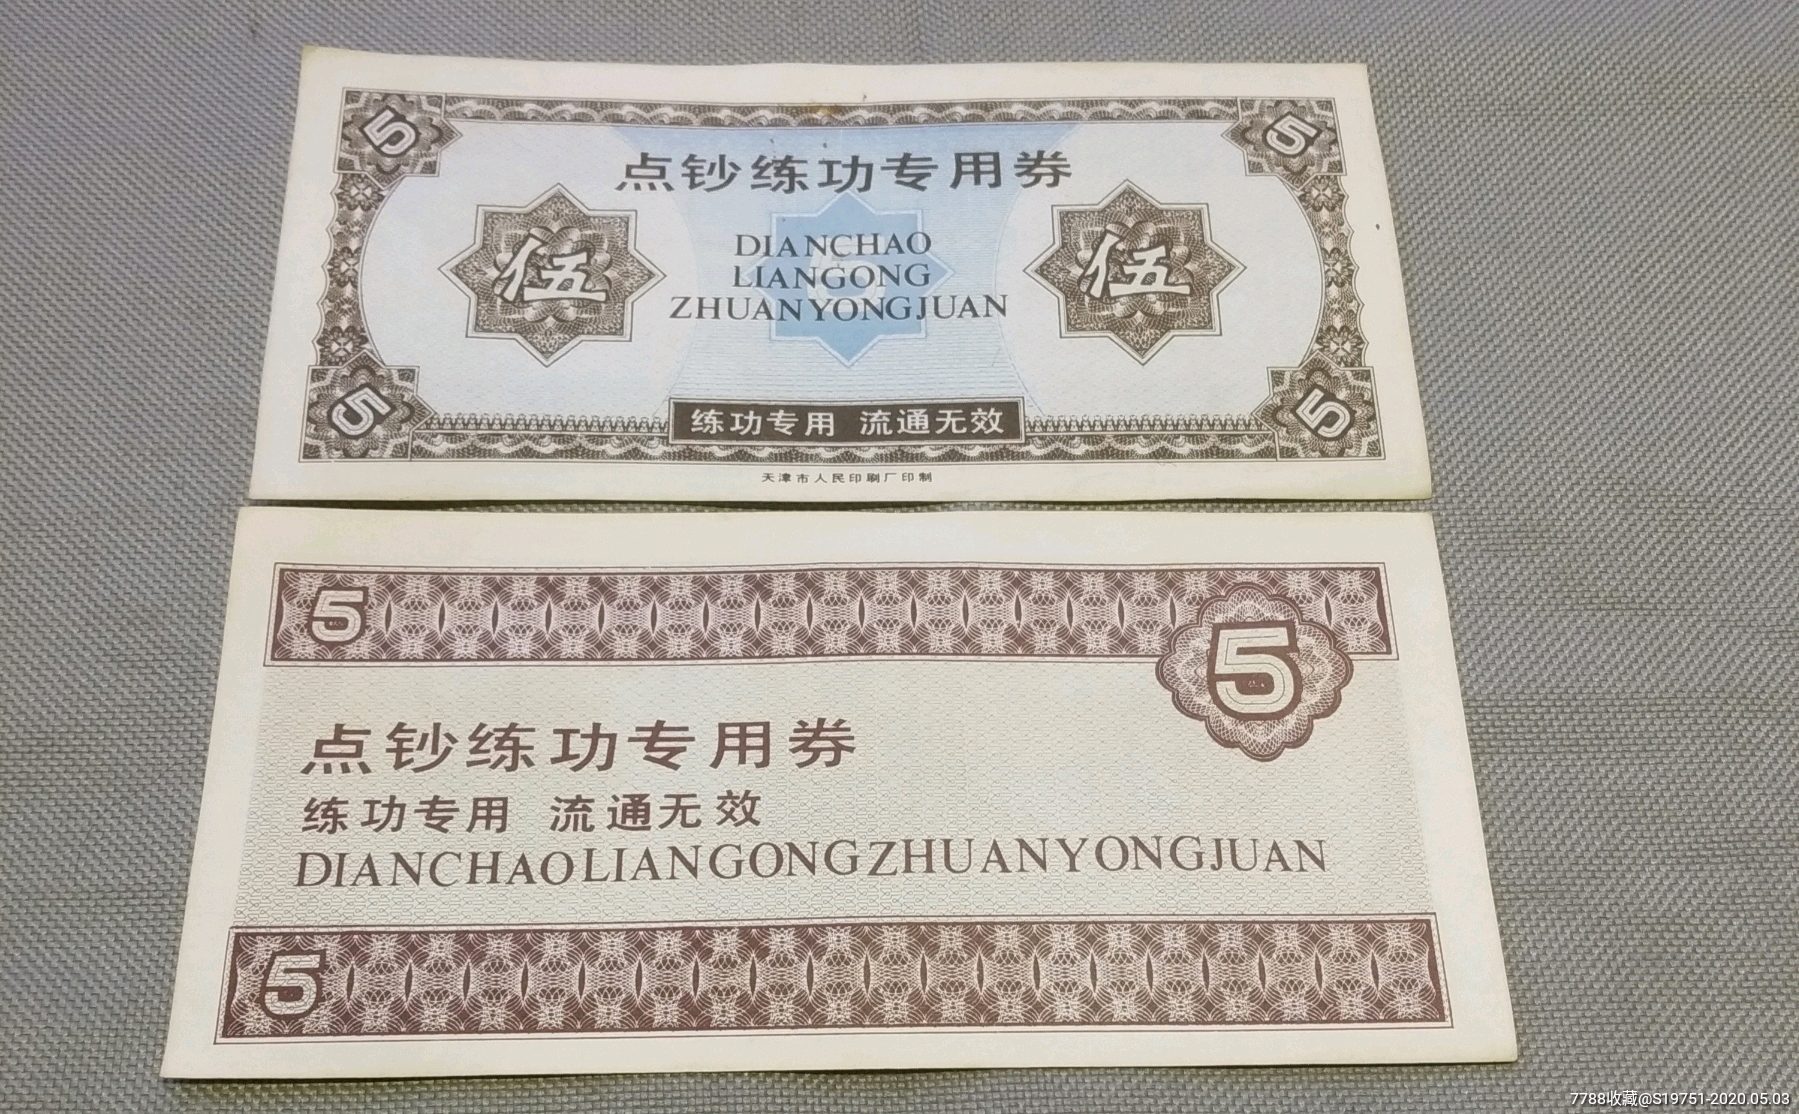 5 5
点钞练功专用券
伍 伍
DIANCHAO
LIANGONG
ZHUANYONGJUAN
5
5 5
练功专用 流通无效
天津市人民印刷厂印制
5
5
点钞练功专用券
练功专用 流通无效
DIANCHAOLIANGONGZHUANYONGJUAN
5
7788收藏@S19751-2020.05.03